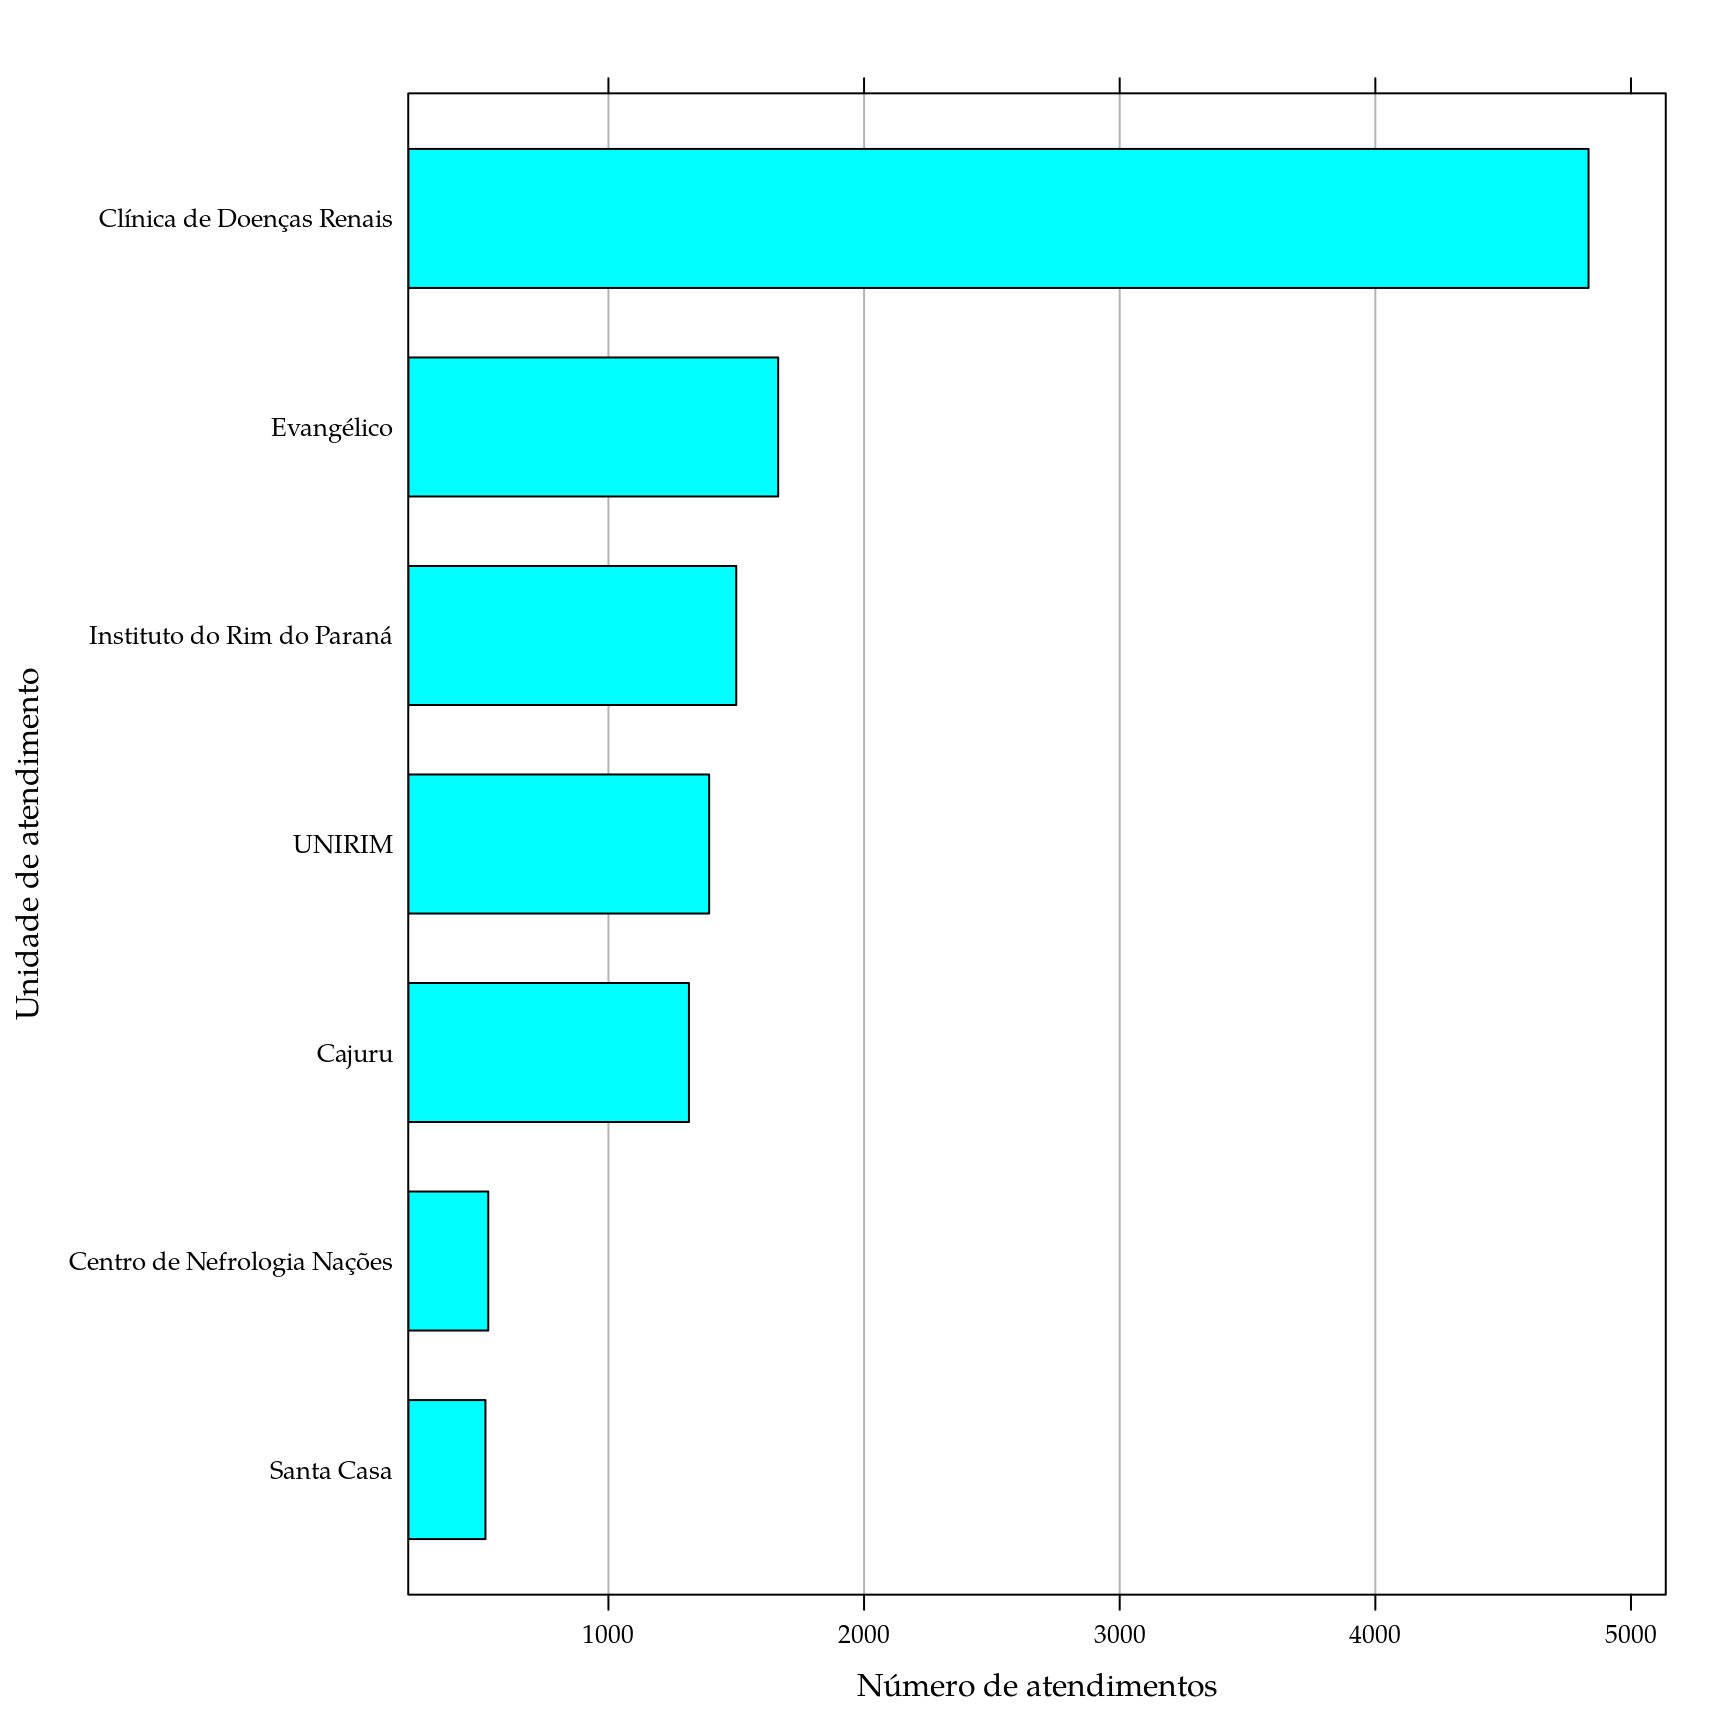 Clínica de Doenças Renais
Evangélico
Instituto do Rim do Paraná
UNIRIM
Cajuru
Centro de Nefrologia Nações
Santa Casa
Unidade de atendimento
1000 2000 3000 4000 5000
Número de atendimentos